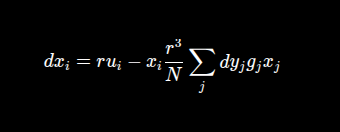 dx_i = ru_i − x_i \frac{r^3}{N} \sum_j dy_j g_j x_j